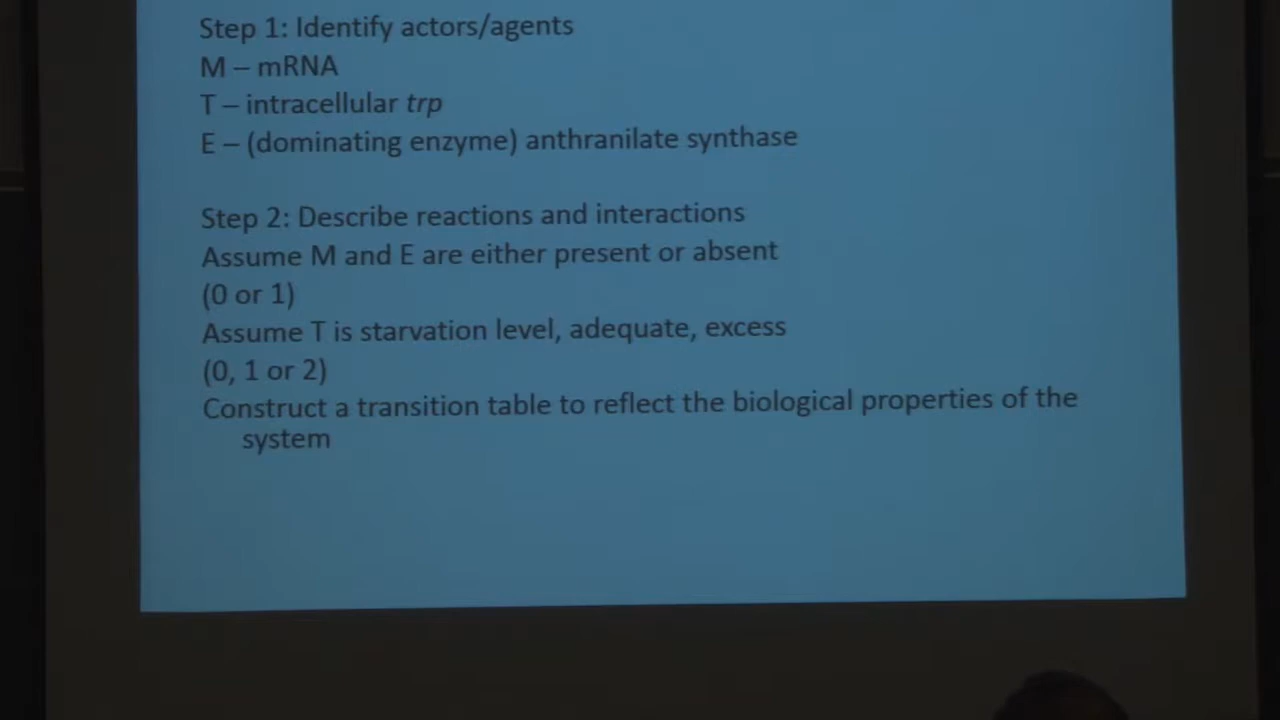 Step 1: Identify actors/agents
M – mRNA
T – intracellular trp
E – (dominating enzyme) anthranilate synthase
Step 2: Describe reactions and interactions
Assume M and E are either present or absent
(0 or 1)
Assume T is starvation level, adequate, excess
(0, 1 or 2)
Construct a transition table to reflect the biological properties of the
system